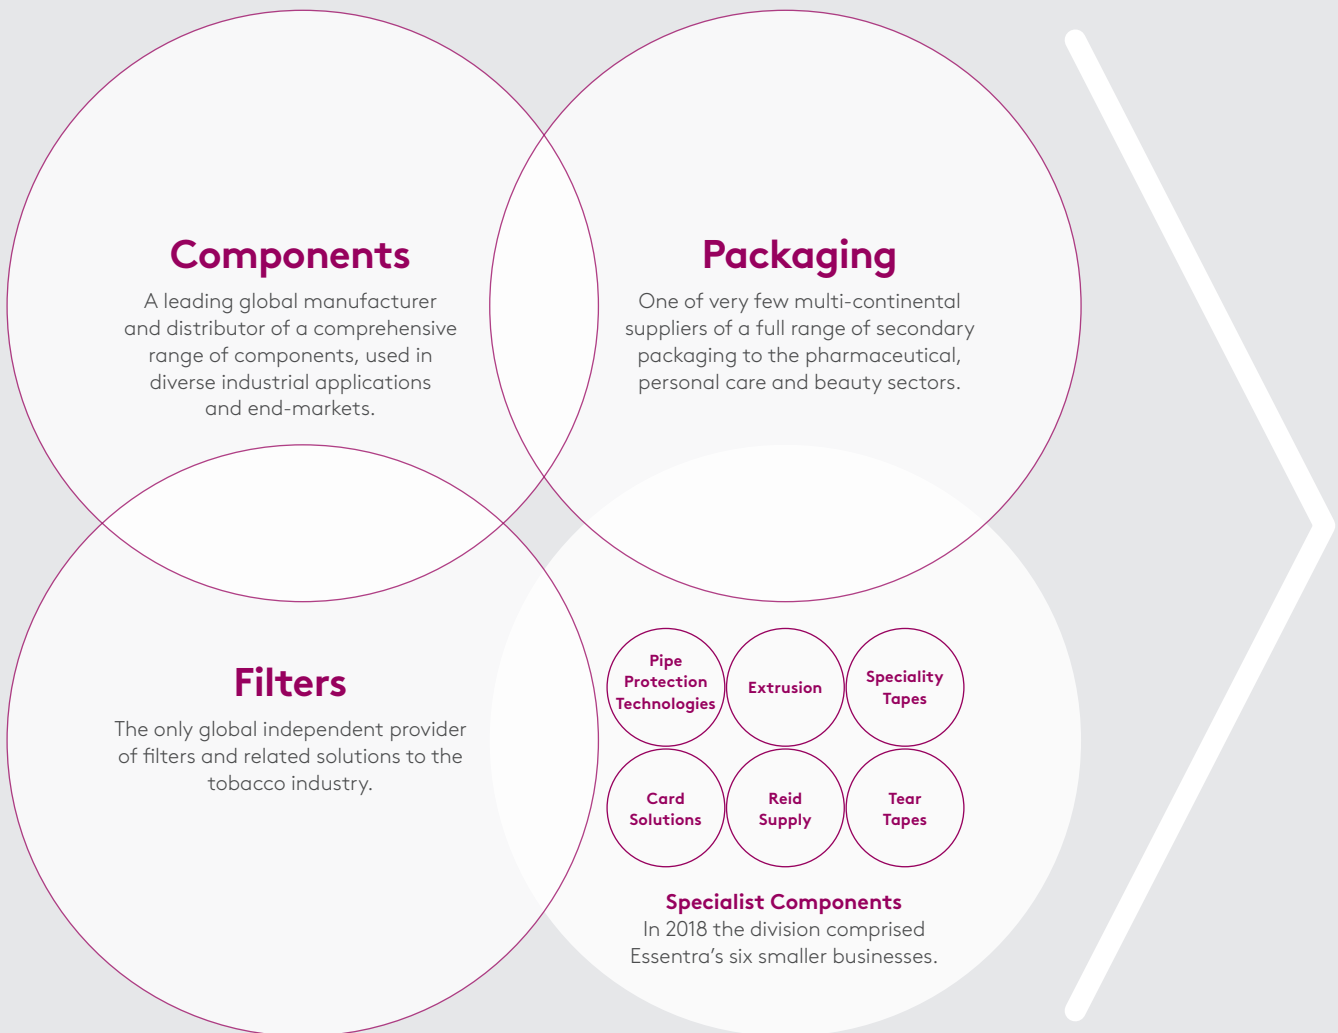 Components
A leading global manufacturer
and distributor of a comprehensive
range of components, used in
diverse industrial applications
and end-markets.
Packaging
One of very few multi-continental
suppliers of a full range of secondary
packaging to the pharmaceutical,
personal care and beauty sectors.
Filters
The only global independent provider
of filters and related solutions to the
tobacco industry.
Pipe
Protection
Technologies
Extrusion
Speciality
Tapes
Card
Solutions
Reid
Supply
Tear
Tapes
Specialist Components
In 2018 the division comprised
Essentra’s six smaller businesses.